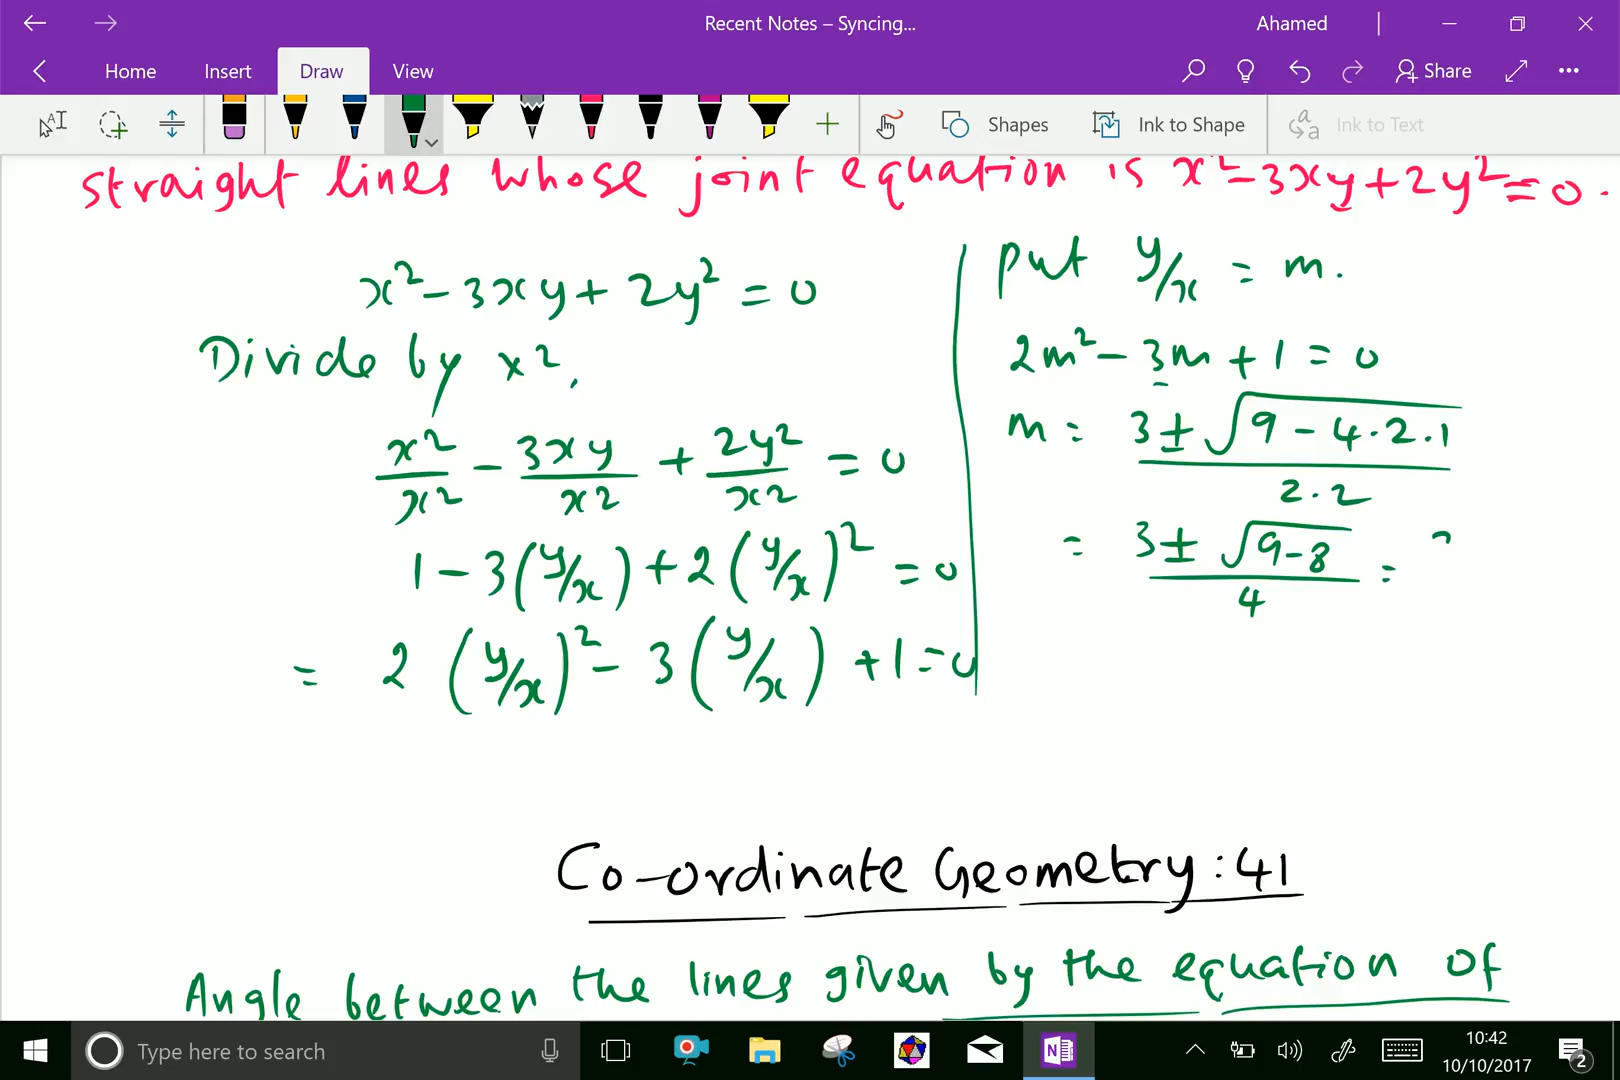 Recent Notes – Syncing...
Ahamed
Home Insert Draw View
Share
Shapes
Ink to Shape
Ink to Text
straight lines whose joint equation is x² – 3xy + 2y² = 0.
x² – 3xy + 2y² = 0
Divide by x²,
x²/x² – 3xy/x² + 2y²/x² = 0
1 – 3(y/x) + 2(y/x)² = 0
= 2(y/x)² – 3(y/x) + 1 = 0
put y/x = m.
2m² – 3m + 1 = 0
m = 3 ± √9 – 4·2·1 / 2·2
= 3 ± √9–8 / 4 =
Co-ordinate Geometry : 41
Angle between the lines given by the equation of
Type here to search
10:42
10/10/2017
2